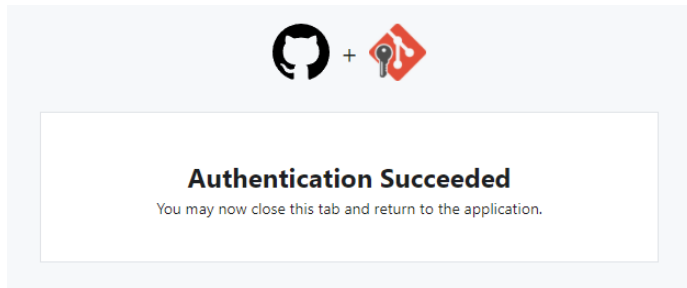 +
Authentication Succeeded
You may now close this tab and return to the application.